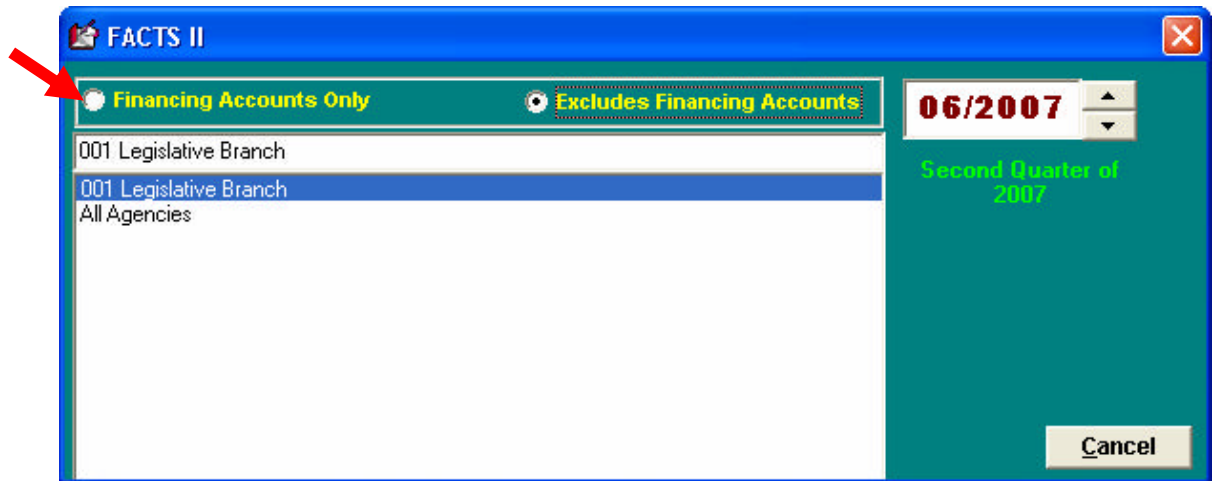 FACTS II
Financing Accounts Only
Excludes Financing Accounts
06/2007
001 Legislative Branch
Second Quarter of
2007
001 Legislative Branch
All Agencies
Cancel